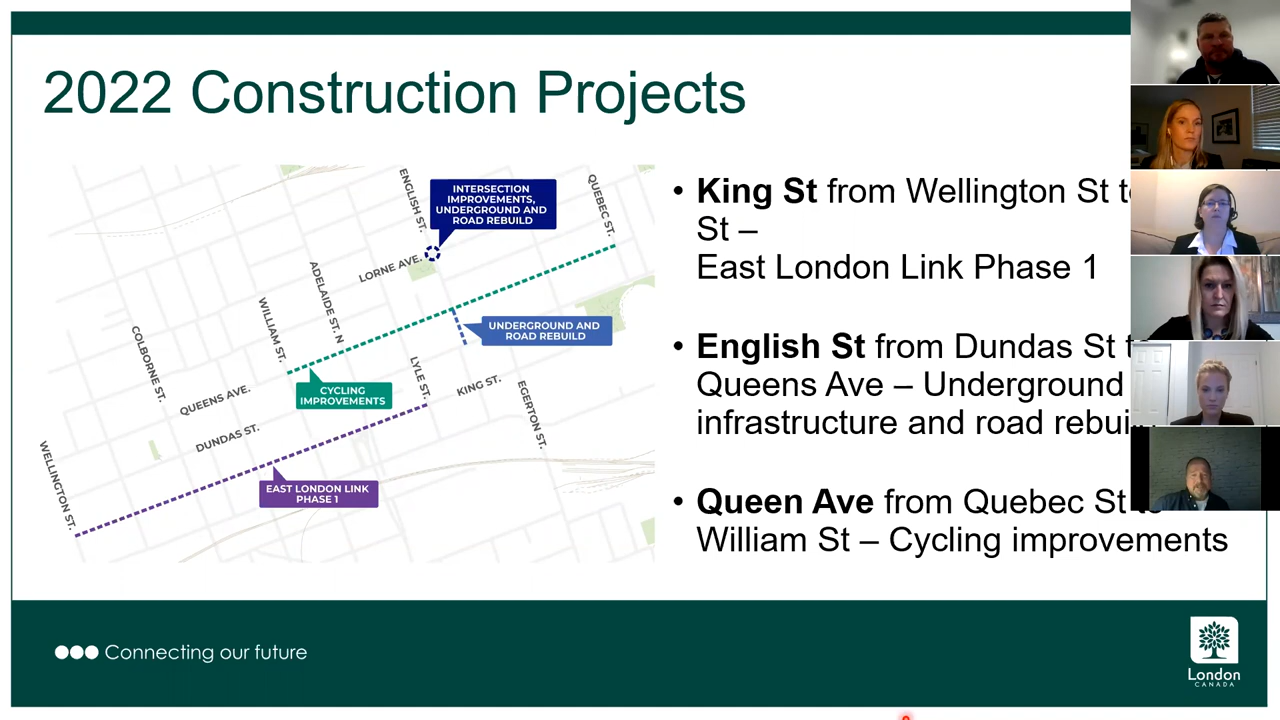 2022 Construction Projects
ENGLISH ST.
INTERSECTION
IMPROVEMENTS,
UNDERGROUND AND
ROAD REBUILD
QUEBEC ST.
LORNE AVE.
ADELAIDE ST. N
WILLIAM ST.
COLBORNE ST.
UNDERGROUND AND
ROAD REBUILD
CYCLING
IMPROVEMENTS
LYLE ST.
KING ST.
EGERTON ST.
QUEENS AVE.
DUNDAS ST.
WELLINGTON ST.
EAST LONDON LINK
PHASE 1
• King St from Wellington St
St –
East London Link Phase 1
• English St from Dundas St
Queens Ave – Underground
infrastructure and road
• Queen Ave from Quebec St to
William St – Cycling improvements
Connecting our future
London
CANADA